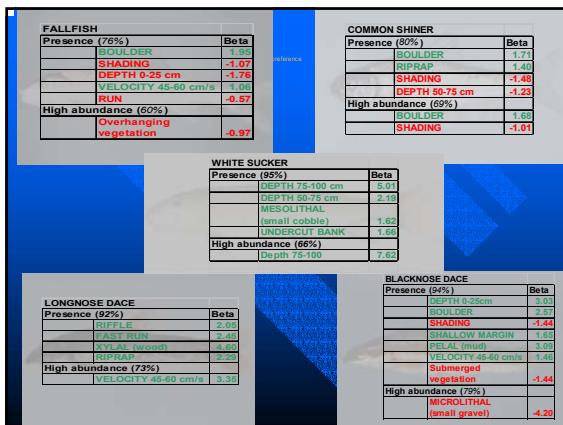 FALLFISH
Presence (76%) Beta
BOULDER 1.95
SHADING -1.07
DEPTH 0-25 cm -1.76
VELOCITY 45-60 cm/s 1.06
RUN -0.57
High abundance (60%)
Overhanging
vegetation -0.97
reference
COMMON SHINER
Presence (80%) Beta
BOULDER 1.71
RIPRAP 1.40
SHADING -1.48
DEPTH 50-75 cm -1.23
High abundance (69%)
BOULDER 1.68
SHADING -1.01
WHITE SUCKER
Presence (95%) Beta
DEPTH 75-100 cm 5.01
DEPTH 50-75 cm 2.19
MESOLITHAL
(small cobble) 1.62
UNDERCUT BANK 1.66
High abundance (66%)
Depth 75-100 7.62
LONGNOSE DACE
Presence (92%) Beta
RIFFLE 2.05
FAST RUN 2.45
XYLAL (wood) 4.60
RIPRAP 2.29
High abundance (73%)
VELOCITY 45-60 cm/s 3.35
BLACKNOSE DACE
Presence (94%) Beta
DEPTH 0-25cm 3.03
BOULDER 2.57
SHADING -1.44
SHALLOW MARGIN 1.65
PELAL (mud) 3.09
VELOCITY 45-60 cm/s 1.46
Submerged
vegetation -1.44
High abundance (79%)
MICROLITHAL
(small gravel) -4.20